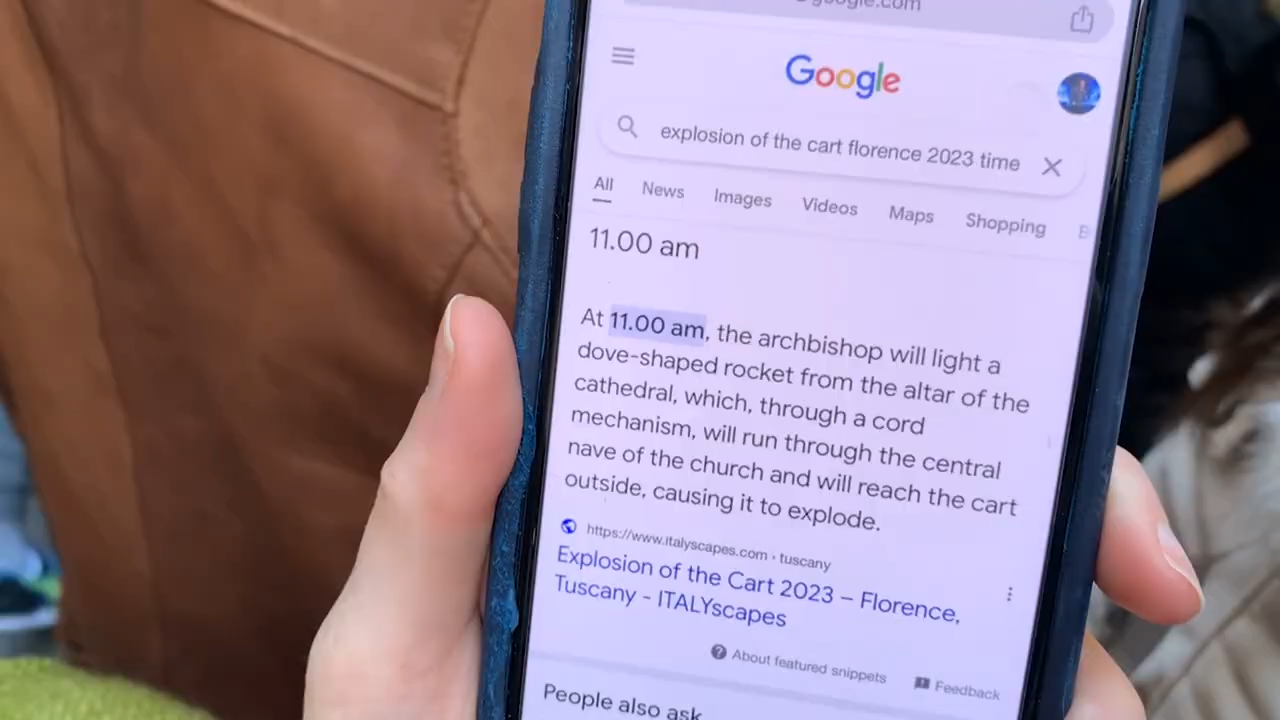 google.com
Google
explosion of the cart florence 2023 time
All News Images Videos Maps Shopping
11.00 am
At 11.00 am, the archbishop will light a
dove-shaped rocket from the altar of the
cathedral, which, through a cord
mechanism, will run through the central
nave of the church and will reach the cart
outside, causing it to explode.
https://www.italyscapes.com › tuscany
Explosion of the Cart 2023 – Florence,
Tuscany - ITALYscapes
About featured snippets Feedback
People also ask